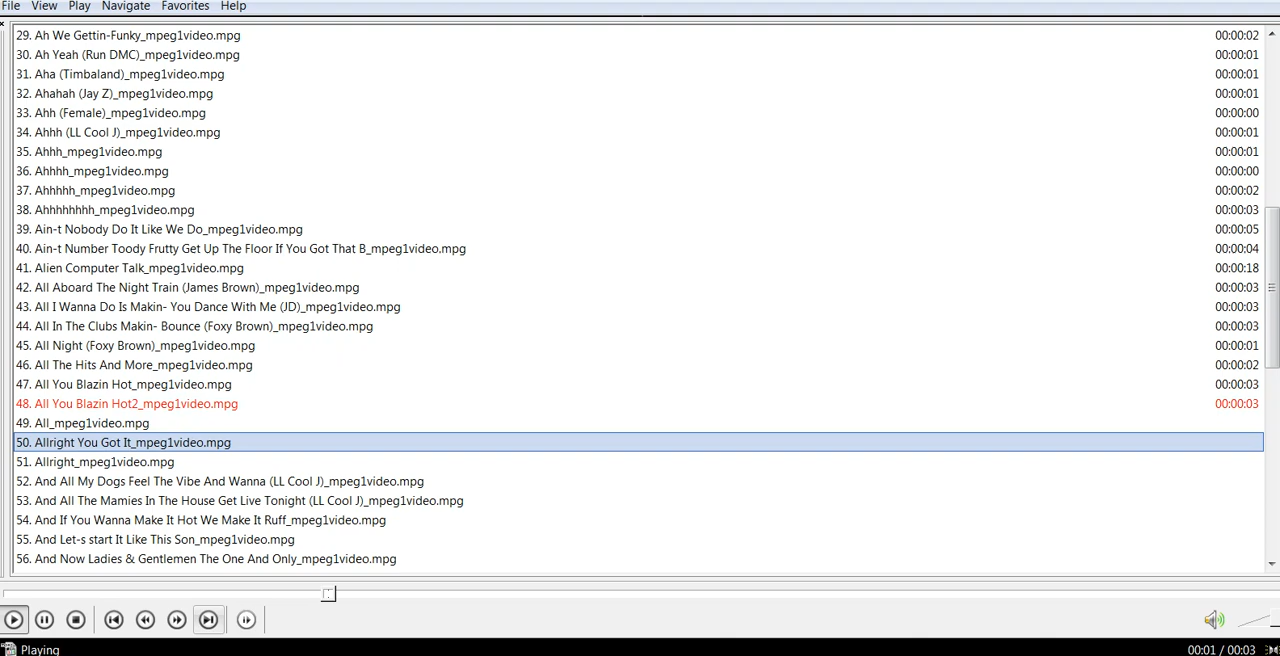 File View Play Navigate Favorites Help
29. Ah We Gettin-Funky_mpeg1video.mpg 00:00:02
30. Ah Yeah (Run DMC)_mpeg1video.mpg 00:00:01
31. Aha (Timbaland)_mpeg1video.mpg 00:00:01
32. Ahahah (Jay Z)_mpeg1video.mpg 00:00:01
33. Ahh (Female)_mpeg1video.mpg 00:00:00
34. Ahhh (LL Cool J)_mpeg1video.mpg 00:00:01
35. Ahhh_mpeg1video.mpg 00:00:01
36. Ahhhh_mpeg1video.mpg 00:00:00
37. Ahhhhh_mpeg1video.mpg 00:00:02
38. Ahhhhhhhh_mpeg1video.mpg 00:00:03
39. Ain-t Nobody Do It Like We Do_mpeg1video.mpg 00:00:05
40. Ain-t Number Toody Frutty Get Up The Floor If You Got That B_mpeg1video.mpg 00:00:04
41. Alien Computer Talk_mpeg1video.mpg 00:00:18
42. All Aboard The Night Train (James Brown)_mpeg1video.mpg 00:00:03
43. All I Wanna Do Is Makin- You Dance With Me (JD)_mpeg1video.mpg 00:00:03
44. All In The Clubs Makin- Bounce (Foxy Brown)_mpeg1video.mpg 00:00:03
45. All Night (Foxy Brown)_mpeg1video.mpg 00:00:01
46. All The Hits And More_mpeg1video.mpg 00:00:02
47. All You Blazin Hot_mpeg1video.mpg 00:00:03
48. All You Blazin Hot2_mpeg1video.mpg 00:00:03
49. All_mpeg1video.mpg
50. Allright You Got It_mpeg1video.mpg
51. Allright_mpeg1video.mpg
52. And All My Dogs Feel The Vibe And Wanna (LL Cool J)_mpeg1video.mpg
53. And All The Mamies In The House Get Live Tonight (LL Cool J)_mpeg1video.mpg
54. And If You Wanna Make It Hot We Make It Ruff_mpeg1video.mpg
55. And Let-s start It Like This Son_mpeg1video.mpg
56. And Now Ladies & Gentlemen The One And Only_mpeg1video.mpg
Playing 00:01 / 00:03